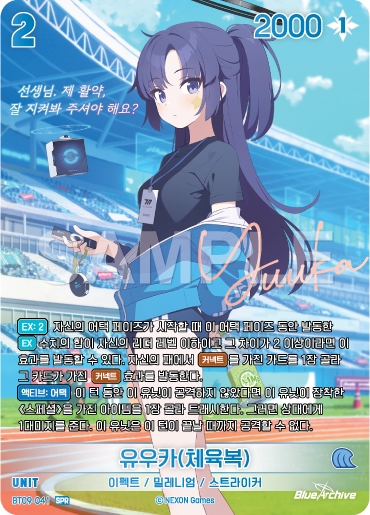 2
2000 1
선생님. 제 활약,
잘 지켜봐 주셔야 해요?
SAMPLE
Yuuka
EX: 2 자신의 어택 페이즈가 시작할 때 이 어택 페이즈 동안 발동한
EX 수치의 합이 자신의 리더 레벨 이하이고 그 차이가 2 이상이라면 이
효과를 발동할 수 있다. 자신의 패에서 커넥트 를 가진 카드를 1장 골라
그 카드가 가진 커넥트 효과를 발동한다.
액티브: 어택 이 턴 동안 이 유닛이 공격하지 않았다면 이 유닛이 장착한
<스페셜>을 가진 아이템을 1장 골라 트래시한다. 그러면 상대에게
1대미지를 준다. 이 유닛은 이 턴이 끝날 때까지 공격할 수 없다.
유우카(체육복)
UNIT
이펙트 / 밀레니엄 / 스트라이커
BT09-041 SPR
© NEXON Games
BlueArchive